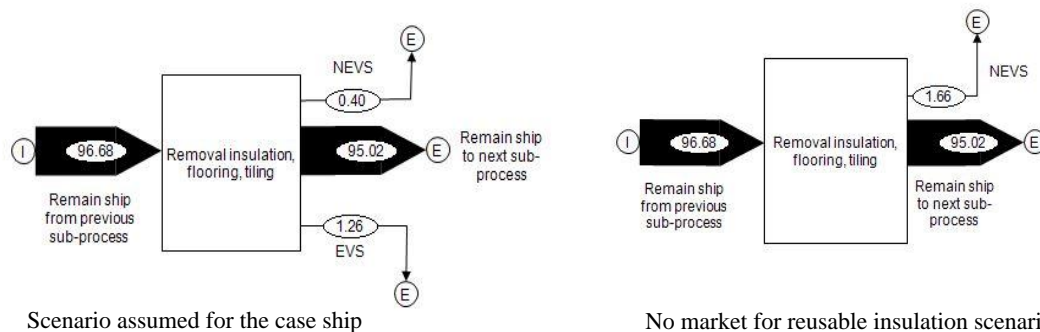 E
NEVS
0.40
I
96.68
Removal insulation,
flooring, tiling
95.02
E
Remain ship
to next sub-
process
Remain ship
from previous
sub-process
1.26
EVS
E
Scenario assumed for the case ship
E
NEVS
1.66
I
96.68
Removal insulation,
flooring, tiling
95.02
E
Remain ship
from previous
sub-process
Remain ship
to next sub-
process
No market for reusable insulation scenari